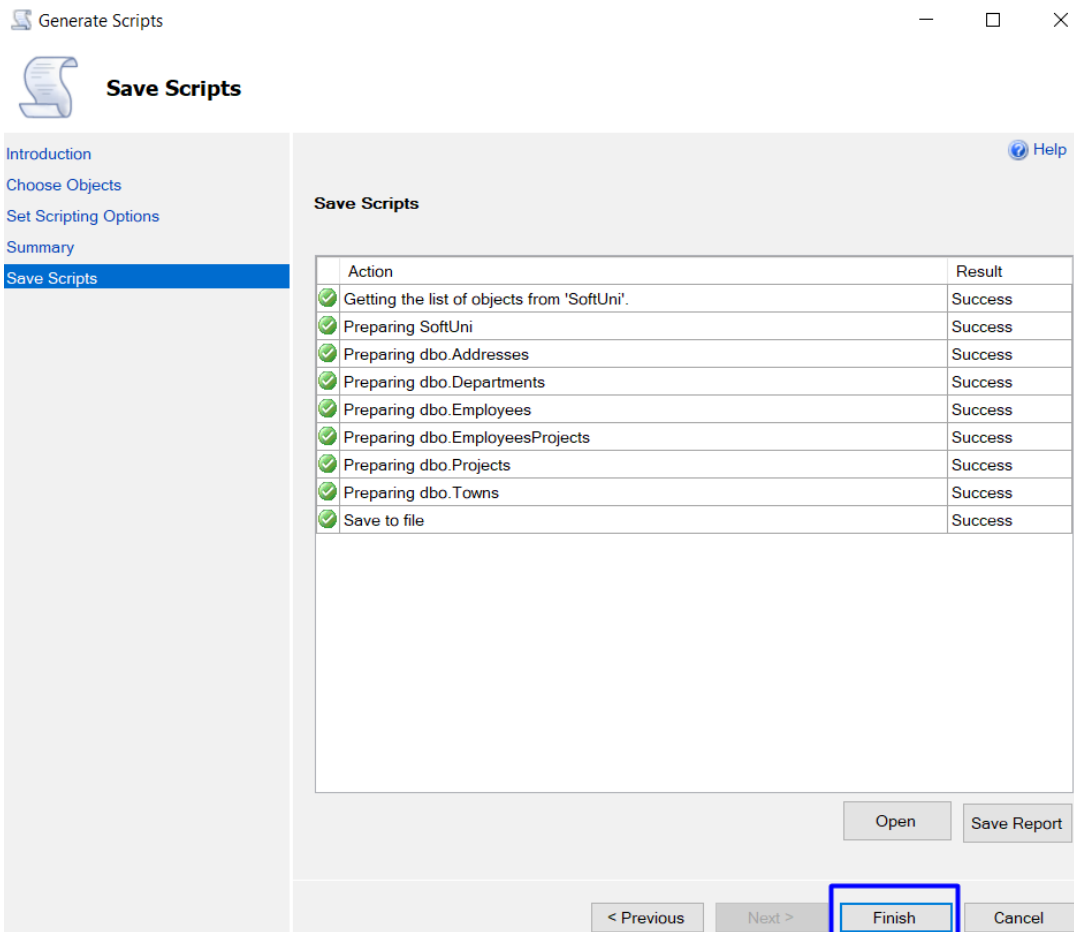 Generate Scripts
Save Scripts
Introduction
Choose Objects
Set Scripting Options
Summary
Save Scripts
Help
Save Scripts
Action Result
Getting the list of objects from 'SoftUni'. Success
Preparing SoftUni Success
Preparing dbo.Addresses Success
Preparing dbo.Departments Success
Preparing dbo.Employees Success
Preparing dbo.EmployeesProjects Success
Preparing dbo.Projects Success
Preparing dbo.Towns Success
Save to file Success
Open Save Report
< Previous Next > Finish Cancel